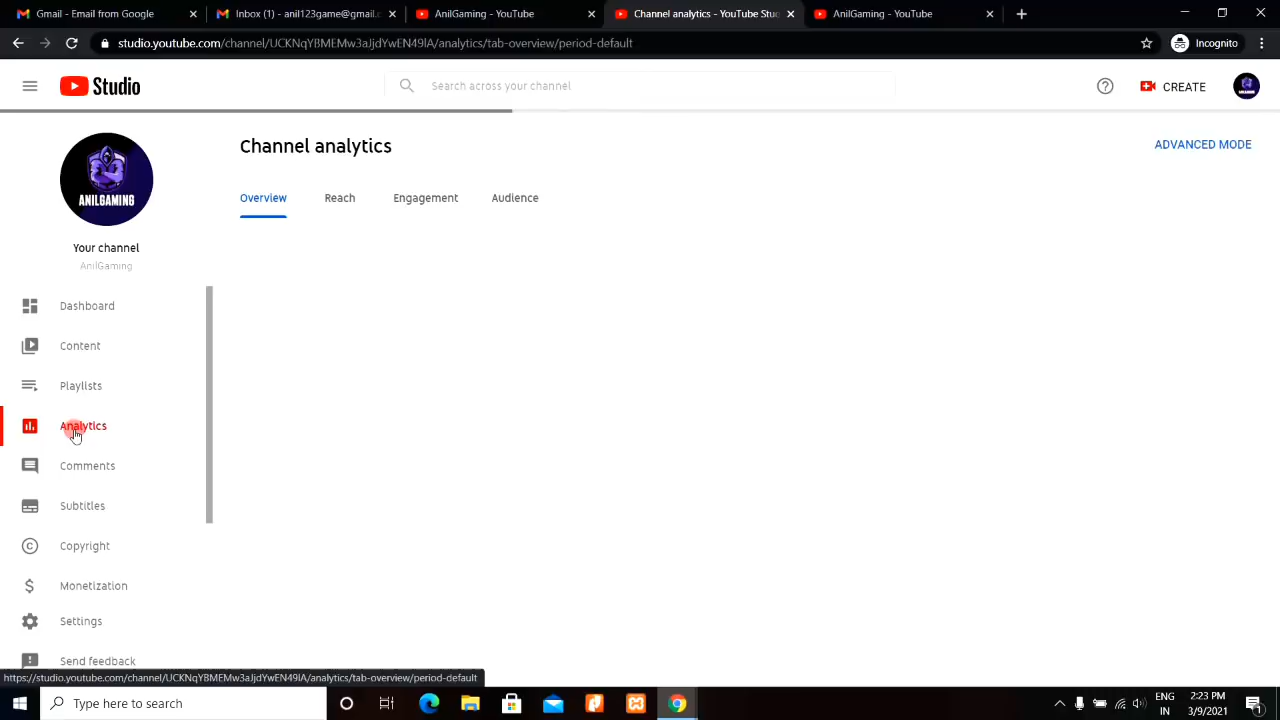 Gmail - Email from Google
Inbox (1) - anil123game@gmail.c
AnilGaming - YouTube
Channel analytics - YouTube Stu
AnilGaming - YouTube
studio.youtube.com/channel/UCKNqYBMEMw3aJjdYwEN49lA/analytics/tab-overview/period-default
Incognito
Studio
Search across your channel
CREATE
ANILGAMING
Your channel
AnilGaming
Channel analytics
ADVANCED MODE
Overview
Reach
Engagement
Audience
Dashboard
Content
Playlists
Analytics
Comments
Subtitles
Copyright
Monetization
Settings
Send feedback
https://studio.youtube.com/channel/UCKNqYBMEMw3aJjdYwEN49lA/analytics/tab-overview/period-default
Type here to search
ENG
IN
2:23 PM
3/9/2021